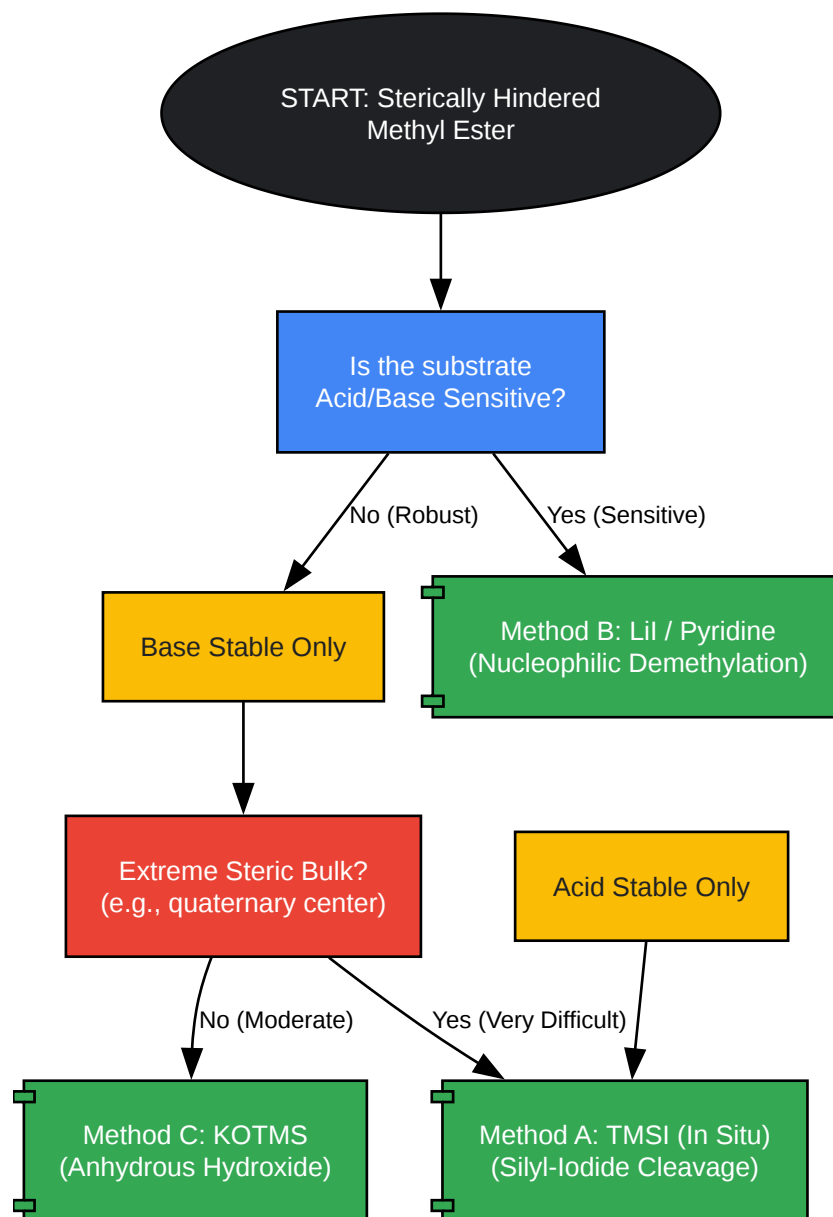 START: Sterically Hindered
Methyl Ester
Is the substrate
Acid/Base Sensitive?
No (Robust)
Yes (Sensitive)
Base Stable Only
Method B: LiI / Pyridine
(Nucleophilic Demethylation)
Extreme Steric Bulk?
(e.g., quaternary center)
Acid Stable Only
No (Moderate)
Yes (Very Difficult)
Method C: KOTMS
(Anhydrous Hydroxide)
Method A: TMSI (In Situ)
(Silyl-Iodide Cleavage)